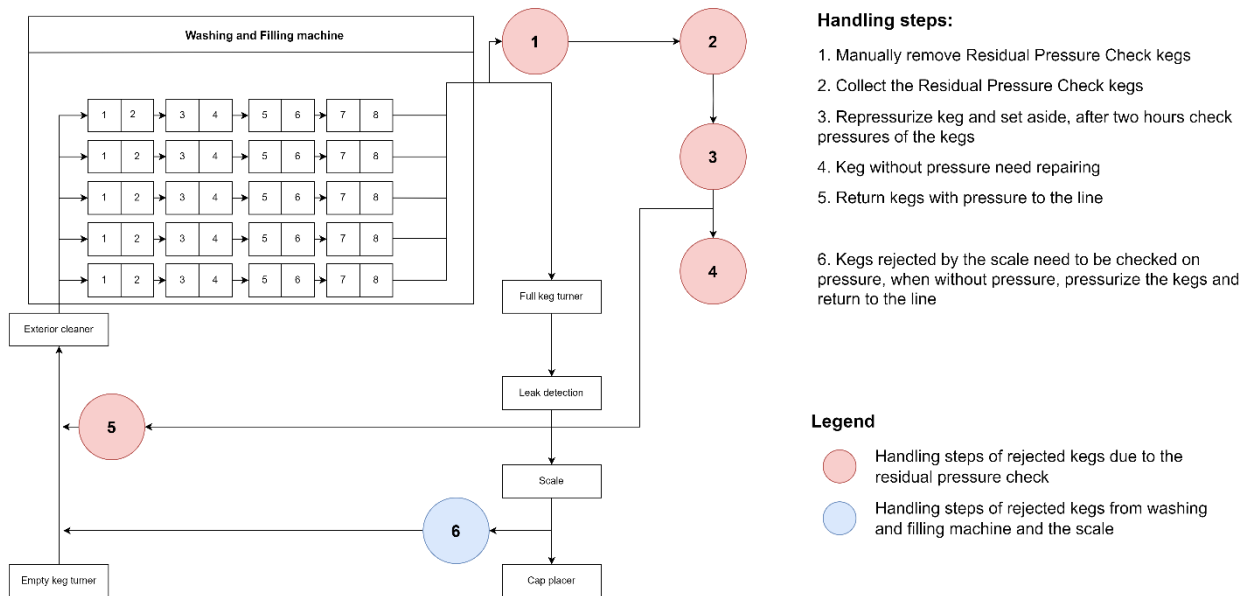 Washing and Filling machine
1 2 3 4 5 6 7 8
1 2 3 4 5 6 7 8
1 2 3 4 5 6 7 8
1 2 3 4 5 6 7 8
1 2 3 4 5 6 7 8
Exterior cleaner
Empty keg turner
1
2
3
4
5
6
Full keg turner
Leak detection
Scale
Cap placer
Handling steps:
1. Manually remove Residual Pressure Check kegs
2. Collect the Residual Pressure Check kegs
3. Repressurize keg and set aside, after two hours check
pressures of the kegs
4. Keg without pressure need repairing
5. Return kegs with pressure to the line
6. Kegs rejected by the scale need to be checked on
pressure, when without pressure, pressurize the kegs and
return to the line
Legend
Handling steps of rejected kegs due to the
residual pressure check
Handling steps of rejected kegs from washing
and filling machine and the scale